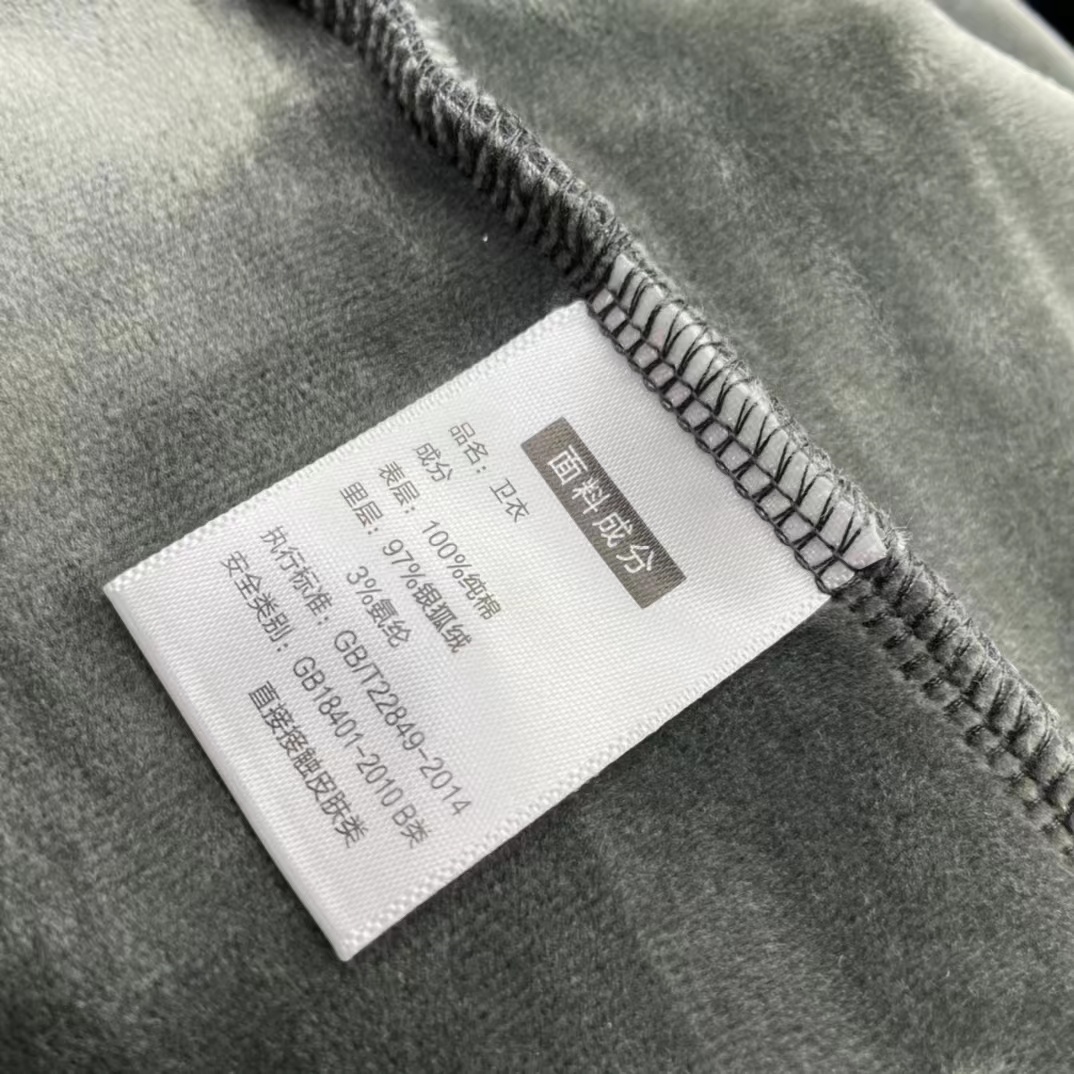 面料成分
品名：卫衣
成分
表层：100%纯棉
里层：97%银狐绒
3%氨纶
执行标准：GB/T22849-2014
安全类别：GB18401-2010 B类
直接接触皮肤类